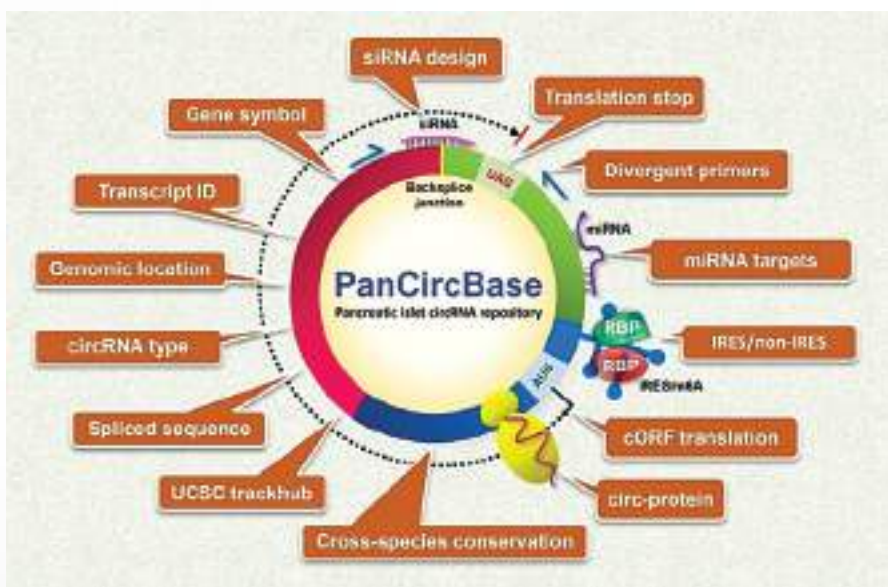 siRNA design
Translation stop
Gene symbol
siRNA
UAG
Divergent primers
Backsplice
junction
Transcript ID
miRNA
Genomic location
miRNA targets
PanCircBase
Pancreatic islet circRNA repository
RBP
IRES/non-IRES
circRNA type
RBP
AUG
IRES/m6A
Spliced sequence
cORF translation
UCSC trackhub
circ-protein
Cross-species conservation